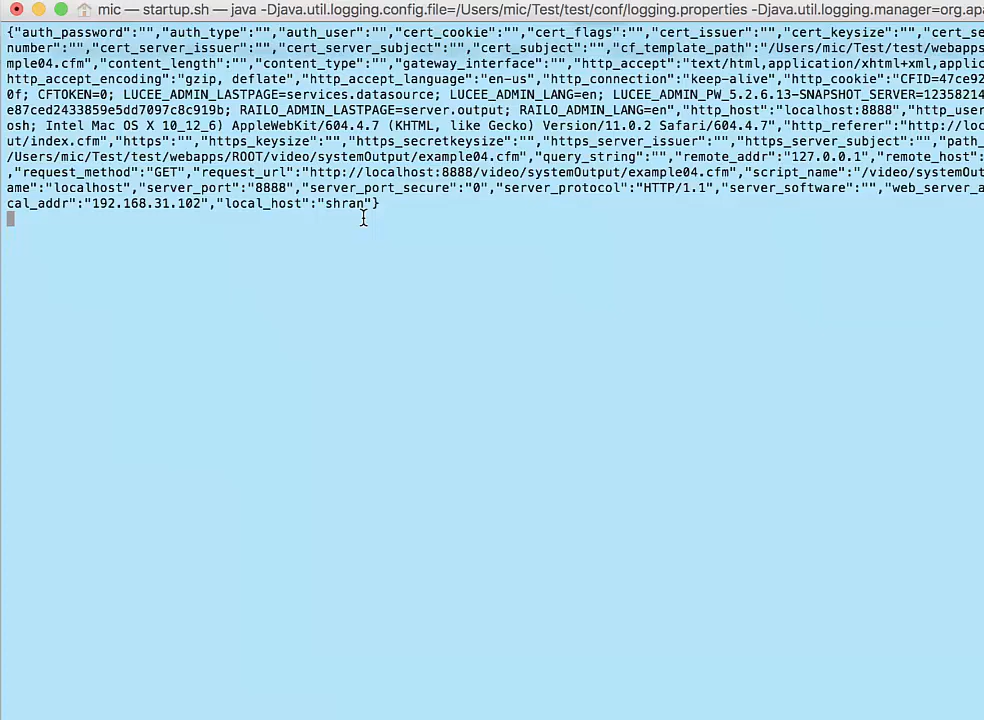 mic — startup.sh — java -Djava.util.logging.config.file=/Users/mic/Test/test/conf/logging.properties -Djava.util.logging.manager=org.apa
{"auth_password":"","auth_type":"","auth_user":"","cert_cookie":"","cert_flags":"","cert_issuer":"","cert_keysize":"","cert_se
number":"","cert_server_issuer":"","cert_server_subject":"","cert_subject":"","cf_template_path":"/Users/mic/Test/test/webapps
mple04.cfm","content_length":"","content_type":"","gateway_interface":"","http_accept":"text/html,application/xhtml+xml,applic
http_accept_encoding":"gzip, deflate","http_accept_language":"en-us","http_connection":"keep-alive","http_cookie":"CFID=47ce92
0f; CFTOKEN=0; LUCEE_ADMIN_LASTPAGE=services.datasource; LUCEE_ADMIN_LANG=en; LUCEE_ADMIN_PW_5.2.6.13-SNAPSHOT_SERVER=12358214
e87ced2433859e5dd7097c8c919b; RAILO_ADMIN_LASTPAGE=server.output; RAILO_ADMIN_LANG=en","http_host":"localhost:8888","http_user
osh; Intel Mac OS X 10_12_6) AppleWebKit/604.4.7 (KHTML, like Gecko) Version/11.0.2 Safari/604.4.7","http_referer":"http://loc
ut/index.cfm","https":"","https_keysize":"","https_secretkeysize":"","https_server_issuer":"","https_server_subject":"","path_
/Users/mic/Test/test/webapps/ROOT/video/systemOutput/example04.cfm","query_string":"","remote_addr":"127.0.0.1","remote_host":
,"request_method":"GET","request_url":"http://localhost:8888/video/systemOutput/example04.cfm","script_name":"/video/systemOut
ame":"localhost","server_port":"8888","server_port_secure":"0","server_protocol":"HTTP/1.1","server_software":"","web_server_a
cal_addr":"192.168.31.102","local_host":"shran"}